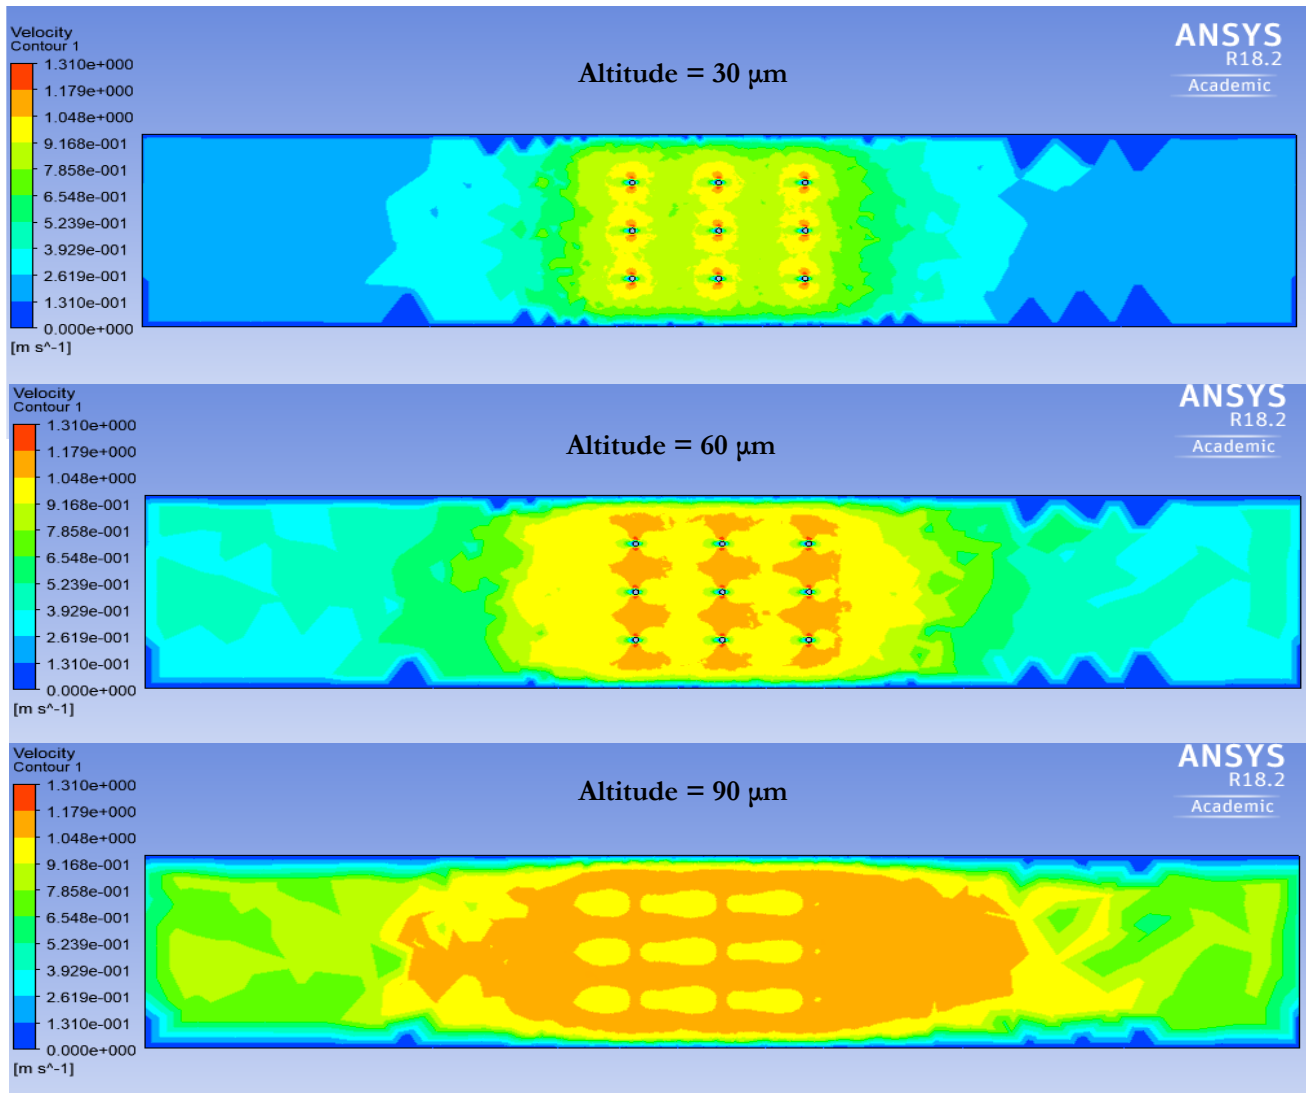 Velocity
Contour 1
1.310e+000
1.179e+000
1.048e+000
9.168e-001
7.858e-001
6.548e-001
5.239e-001
3.929e-001
2.619e-001
1.310e-001
0.000e+000
[m s^-1]
Altitude = 30 µm
ANSYS
R18.2
Academic
Velocity
Contour 1
1.310e+000
1.179e+000
1.048e+000
9.168e-001
7.858e-001
6.548e-001
5.239e-001
3.929e-001
2.619e-001
1.310e-001
0.000e+000
[m s^-1]
Altitude = 60 µm
ANSYS
R18.2
Academic
Velocity
Contour 1
1.310e+000
1.179e+000
1.048e+000
9.168e-001
7.858e-001
6.548e-001
5.239e-001
3.929e-001
2.619e-001
1.310e-001
0.000e+000
[m s^-1]
Altitude = 90 µm
ANSYS
R18.2
Academic